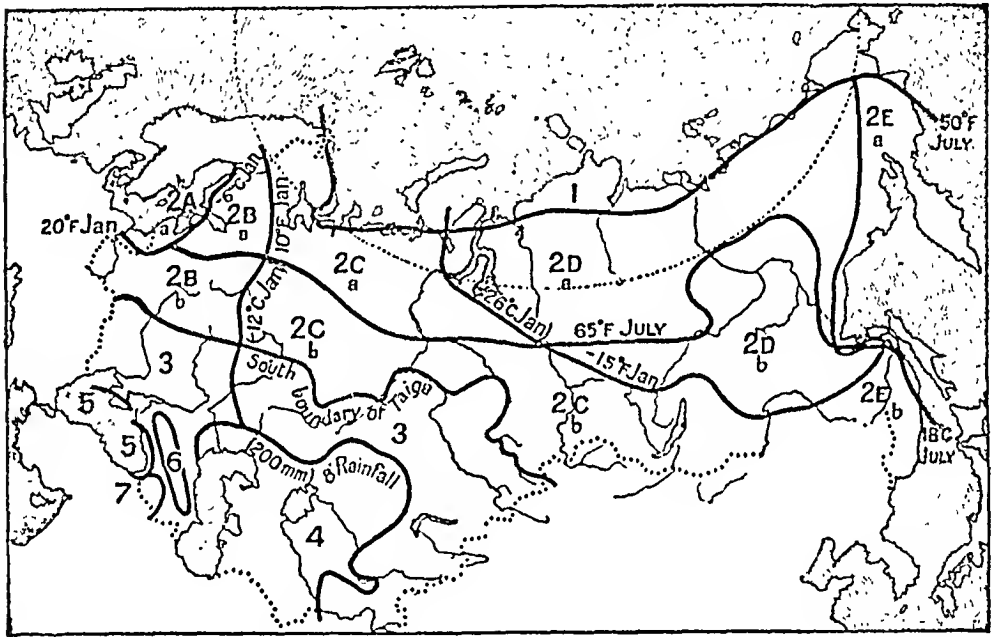 50°F
JULY
2E
a
1
2A
a
-6°C Jan
2B
a
10°F Jan
20°F Jan
(-12°C Jan)
2B
b
2C
a
2D
a
(-26°C Jan)
65°F JULY
-15°F Jan
2C
b
2D
b
South
boundary of Taiga
3
3
2C
b
2E
b
18°C
JULY
5
5
6
7
(200mm) 8" Rainfall
4